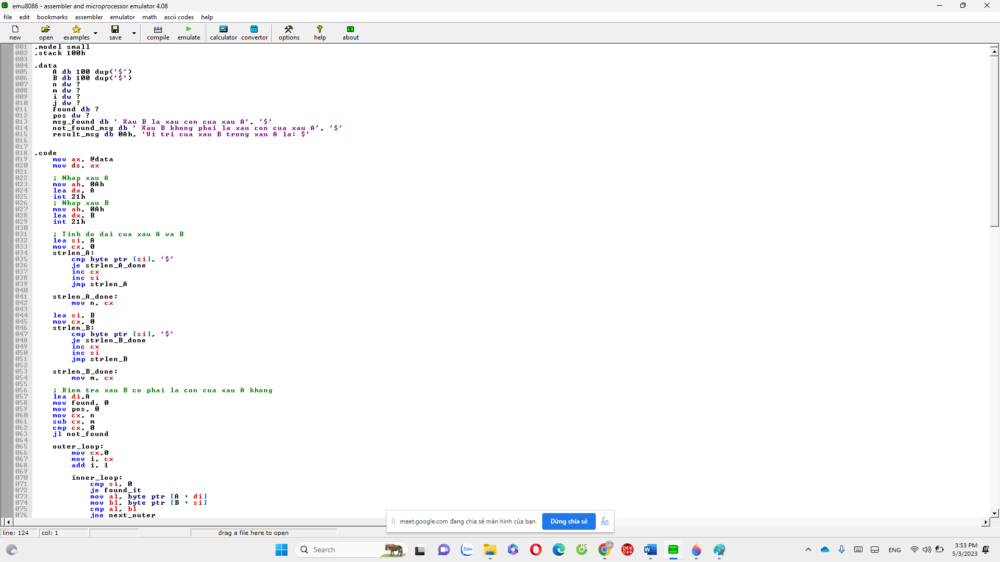 emu8086 - assembler and microprocessor emulator 4.08
file edit bookmarks assembler emulator math ascii codes help
new open examples save compile emulate calculator convertor options help about
001 .model small
002 .stack 100h
003
004 .data
005 A db 100 dup('$')
006 B db 100 dup('$')
007 n dw ?
008 m dw ?
009 i dw ?
010 j dw ?
011 found db ?
012 pos dw ?
013 msg_found db ' Xau B la xau con cua xau A', '$'
014 not_found_msg db ' Xau B khong phai la xau con cua xau A', '$'
015 result_msg db 0Ah, 'Vi tri cua xau B trong xau A la: $'
016
017
018 .code
019 mov ax, @data
020 mov ds, ax
021
022 ; Nhap xau A
023 mov ah, 0Ah
024 lea dx, A
025 int 21h
026 ; Nhap xau B
027 mov ah, 0Ah
028 lea dx, B
029 int 21h
030
031 ; Tinh do dai cua xau A va B
032 lea si, A
033 mov cx, 0
034 strlen_A:
035 cmp byte ptr [si], '$'
036 je strlen_A_done
037 inc cx
038 inc si
039 jmp strlen_A
040
041 strlen_A_done:
042 mov n, cx
043
044 lea si, B
045 mov cx, 0
046 strlen_B:
047 cmp byte ptr [si], '$'
048 je strlen_B_done
049 inc cx
050 inc si
051 jmp strlen_B
052
053 strlen_B_done:
054 mov m, cx
055
056 ; Kiem tra xau B co phai la con cua xau A khong
057 lea di,A
058 mov found, 0
059 mov pos, 0
060 mov cx, n
061 sub cx, m
062 cmp cx, 0
063 jl not_found
064
065 outer_loop:
066 mov cx,0
067 mov i, cx
068 add i, 1
069
070 inner_loop:
071 cmp si, 0
072 je found_it
073 mov al, byte ptr [A + di]
074 mov bl, byte ptr [B + si]
075 cmp al, bl
076 jne next_outer
meet.google.com đang chia sẻ màn hình của bạn. Dừng chia sẻ Ẩn
line: 124 col: 1 drag a file here to open
Search Zalo DEV C++ W 8086 ENG 3:53 PM
5/3/2023